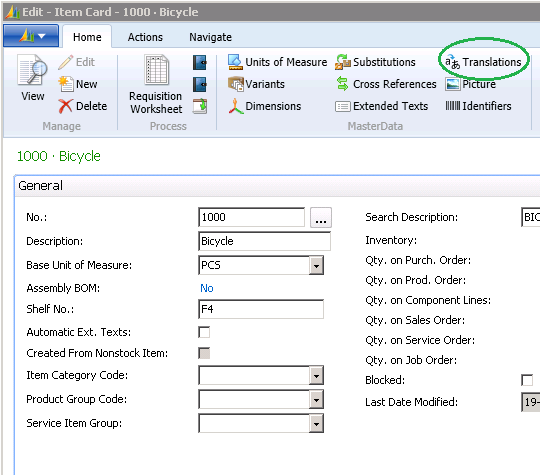 Edit - Item Card - 1000 · Bicycle
Home Actions Navigate
View
Edit
New
Delete
Manage
Requisition Worksheet
Process
Units of Measure Substitutions Translations
Variants Cross References Picture
Dimensions Extended Texts Identifiers
MasterData
1000 · Bicycle
General
No.: 1000 ...
Description: Bicycle
Base Unit of Measure: PCS
Assembly BOM: No
Shelf No.: F4
Automatic Ext. Texts:
Created From Nonstock Item:
Item Category Code:
Product Group Code:
Service Item Group:
Search Description: BIC
Inventory:
Qty. on Purch. Order:
Qty. on Prod. Order:
Qty. on Component Lines:
Qty. on Sales Order:
Qty. on Service Order:
Qty. on Job Order:
Blocked:
Last Date Modified: 19-